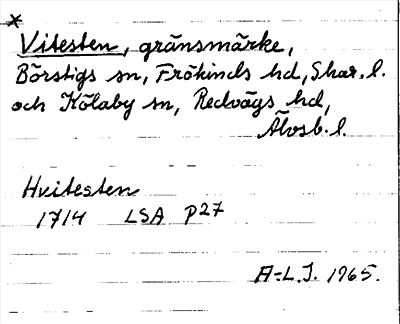 *
Vitesten, gränsmärke,
Börstigs sn, Frökinds hd, Skar. l.
och Kölaby sn, Redvägs hd,
Älvsb. l.
Hvitesten
1714 LSA P27
A-L.J. 1965.